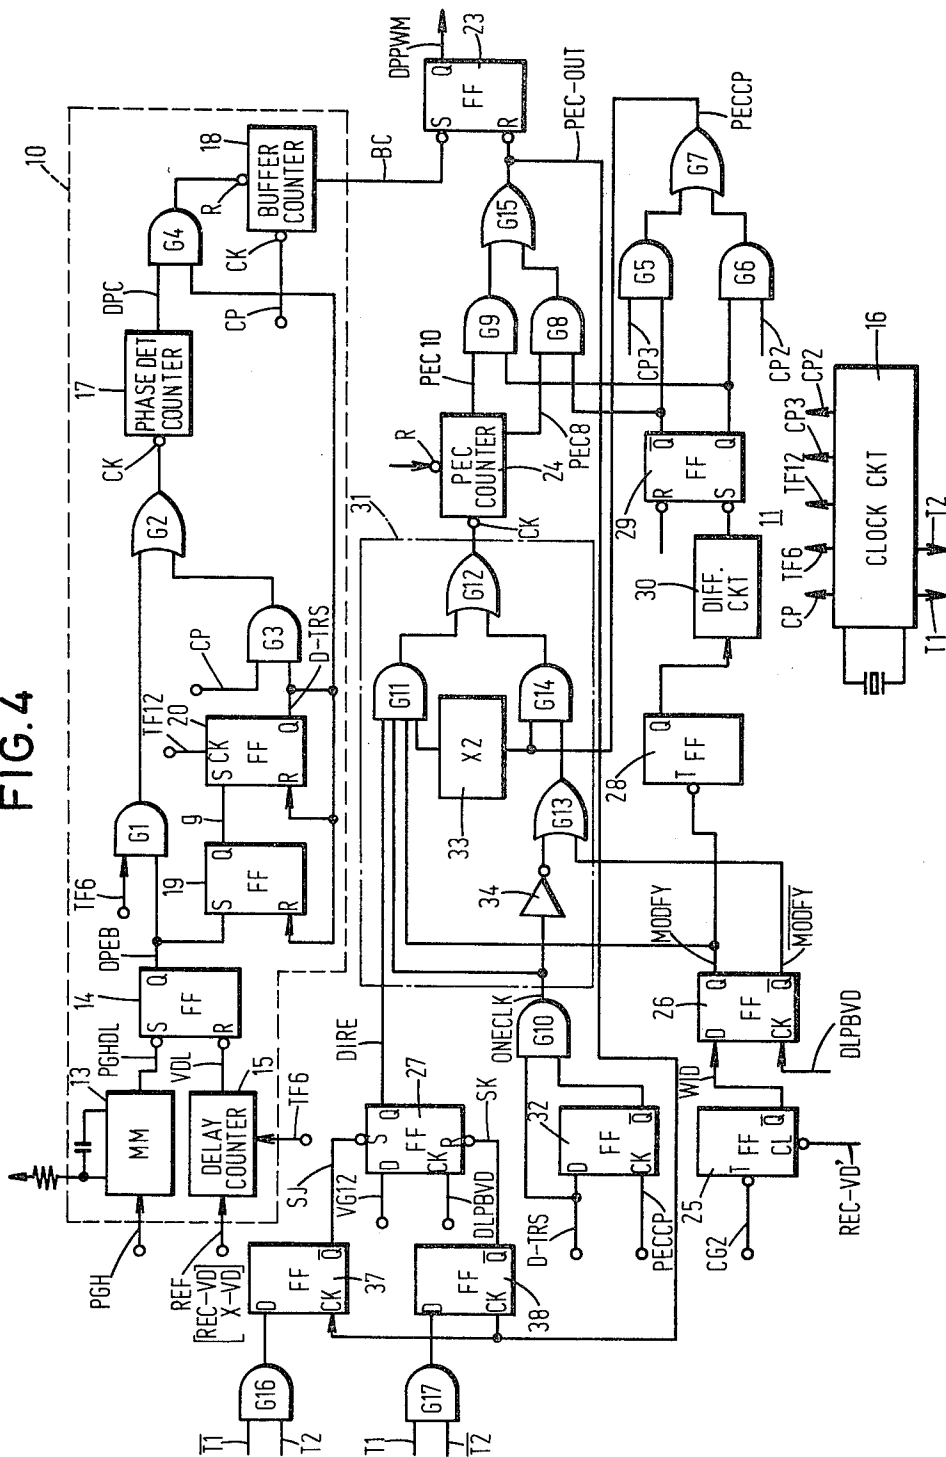 FIG. 4
10
13
MM
PGH
PGHDL
14
S
Q
FF
R
DPEB
TF6
G1
VDL
15
DELAY
COUNTER
TF6
REF
[REC-VD
X-VD]
19
S
Q
FF
R
9
TF12
20
S
CK
FF
Q
R
CP
G3
D-TRS
G2
CK
17
PHASE DET
COUNTER
DPC
G4
R
18
BUFFER
COUNTER
CK
CP
BC
DPPWM
23
S
Q
FF
R
PEC-OUT
31
DIRE
G11
G12
X2
33
G14
G13
34
CK
R
PEC
COUNTER
24
PEC10
PEC8
G9
G8
G15
T1
T2
G16
D
FF
Q
CK
37
SJ
VG12
27
S
D
Q
FF
CK
R
DLPBVD
SK
T1
T2
G17
D
FF
Q
CK
38
ONECLK
G10
32
D
FF
Q
CK
D-TRS
PECCP
CG2
25
T
FF
Q
CL
REC-VD'
WID
26
D
Q
FF
CK
Q
DLPBVD
MODFY
MODFY
28
T
Q
FF
30
DIFF.
CKT
29
R
Q
FF
S
Q
11
CP3
G5
G6
CP2
G7
PECCP
CP
TF6
TF12
CP3
CP2
16
CLOCK CKT
T1
T2